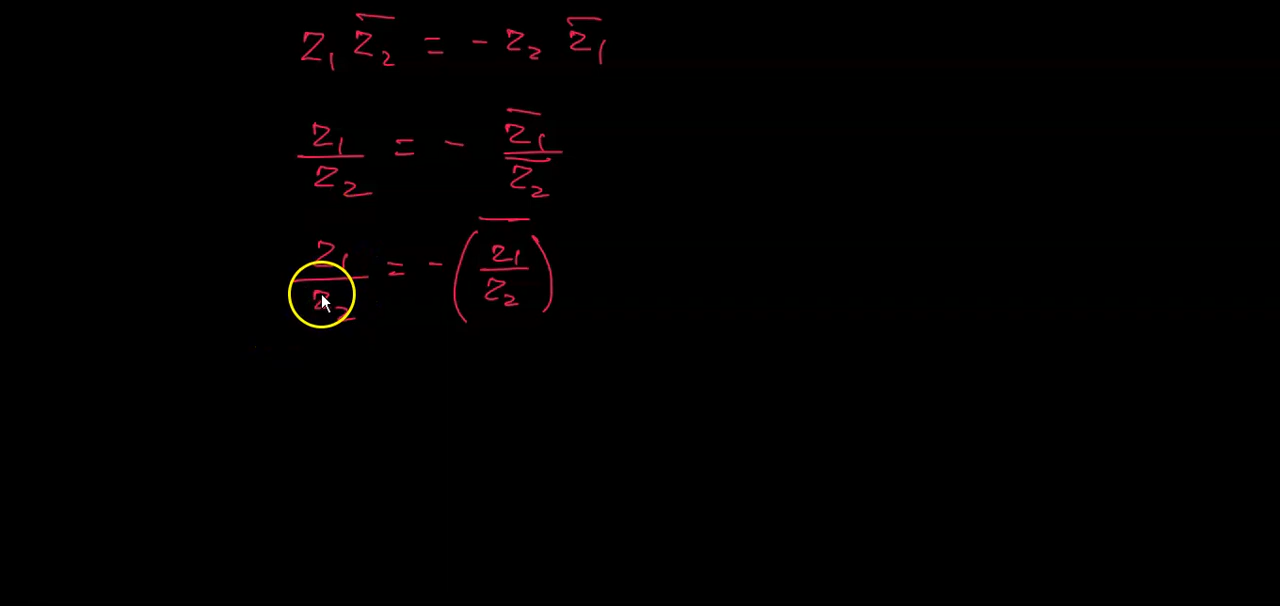 z₁ z̅₂ = - z₂ z̅₁
z₁/z₂ = - z̅₁/z̅₂
z₁/z₂ = - (z₁/z₂)̅